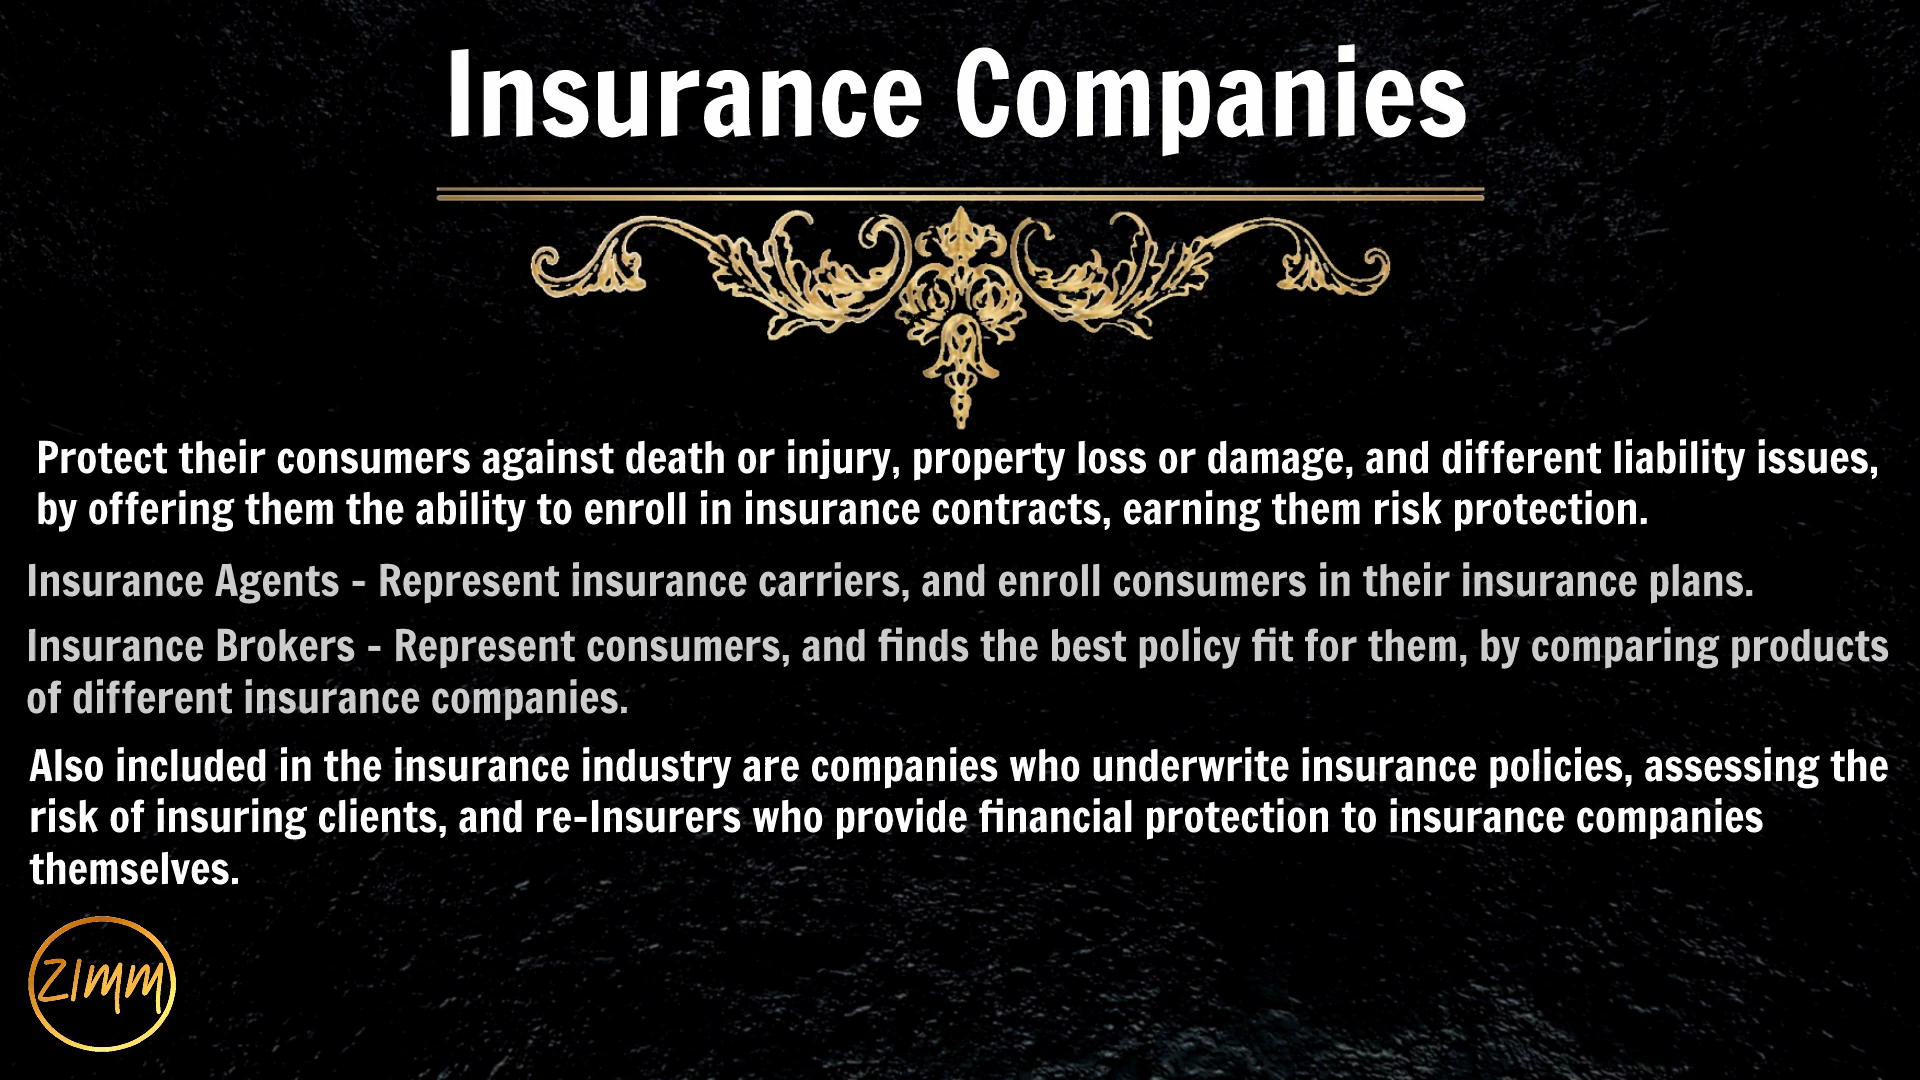 Insurance Companies
Protect their consumers against death or injury, property loss or damage, and different liability issues,
by offering them the ability to enroll in insurance contracts, earning them risk protection.
Insurance Agents - Represent insurance carriers, and enroll consumers in their insurance plans.
Insurance Brokers - Represent consumers, and finds the best policy fit for them, by comparing products
of different insurance companies.
Also included in the insurance industry are companies who underwrite insurance policies, assessing the
risk of insuring clients, and re-Insurers who provide financial protection to insurance companies
themselves.
ZIMM